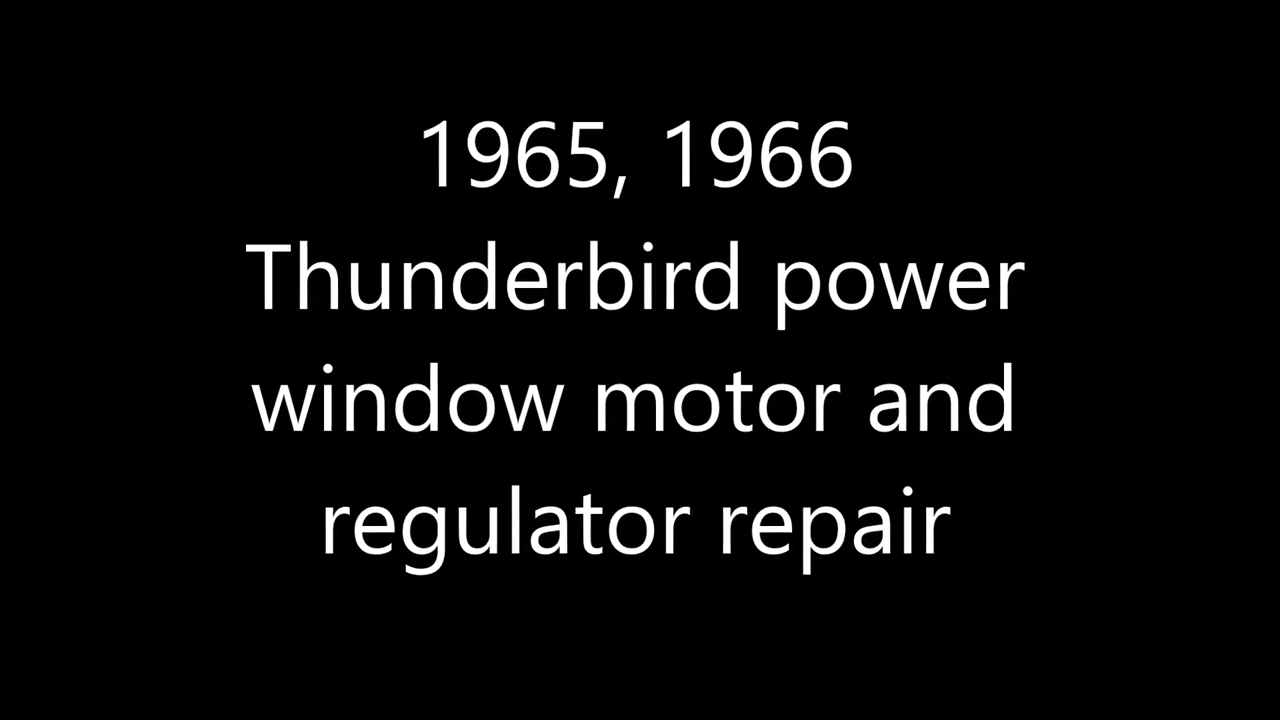 1965, 1966
Thunderbird power
window motor and
regulator repair